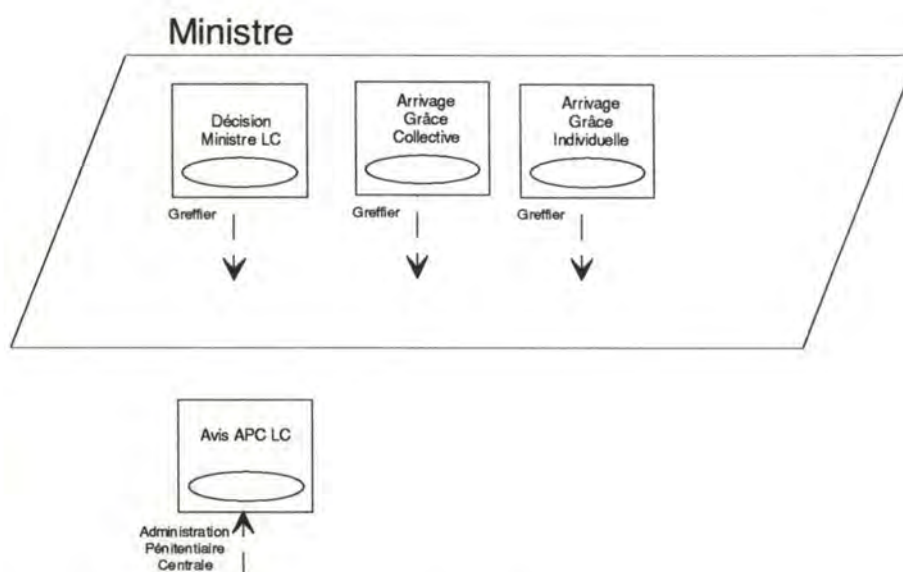 Ministre
Décision
Ministre LC
Arrivage
Grâce
Collective
Arrivage
Grâce
Individuelle
Greffier
Greffier
Greffier
Avis APC LC
Administration
Pénitentiaire
Centrale